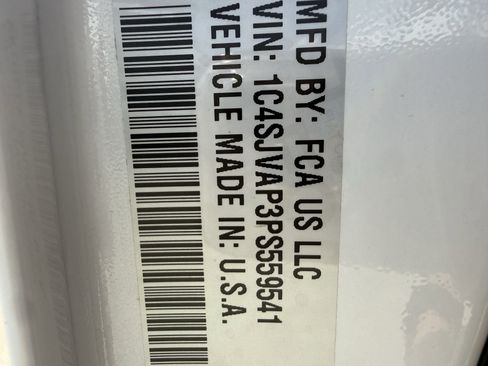 MFD BY: FCA US LLC
VIN: 1C4SJVAP3PS559541
VEHICLE MADE IN: U.S.A.